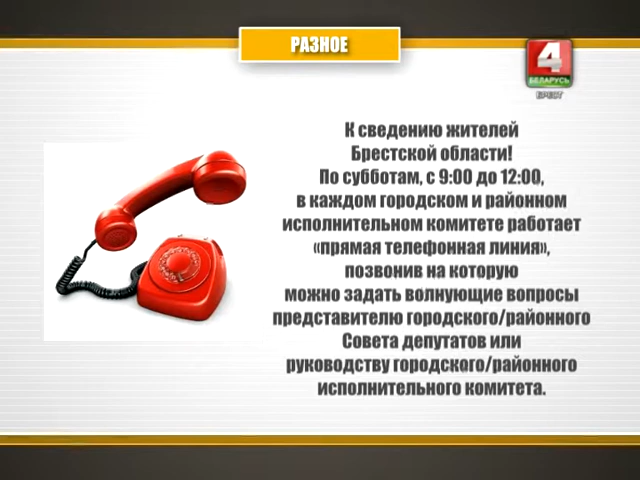 РАЗНОЕ
4
БЕЛАРУСЬ
БРЕСТ
К сведению жителей
Брестской области!
По субботам, с 9:00 до 12:00,
в каждом городском и районном
исполнительном комитете работает
«прямая телефонная линия»,
позвонив на которую
можно задать волнующие вопросы
представителю городского/районного
Совета депутатов или
руководству городского/районного
исполнительного комитета.